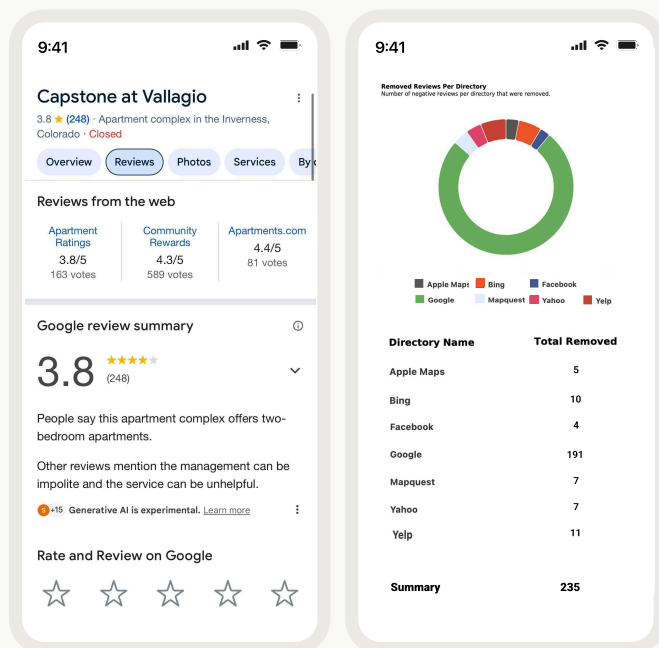 9:41
Capstone at Vallagio
3.8 ★ (248) · Apartment complex in the Inverness,
Colorado · Closed
Overview Reviews Photos Services By
Reviews from the web
Apartment Ratings
3.8/5
163 votes
Community Rewards
4.3/5
589 votes
Apartments.com
4.4/5
81 votes
Google review summary
3.8
(248)
People say this apartment complex offers two-
bedroom apartments.
Other reviews mention the management can be
impolite and the service can be unhelpful.
S +15 Generative AI is experimental. Learn more
Rate and Review on Google
9:41
Removed Reviews Per Directory
Number of negative reviews per directory that were removed.
Apple Maps Bing Facebook
Google Mapquest Yahoo Yelp
Directory Name Total Removed
Apple Maps 5
Bing 10
Facebook 4
Google 191
Mapquest 7
Yahoo 7
Yelp 11
Summary 235